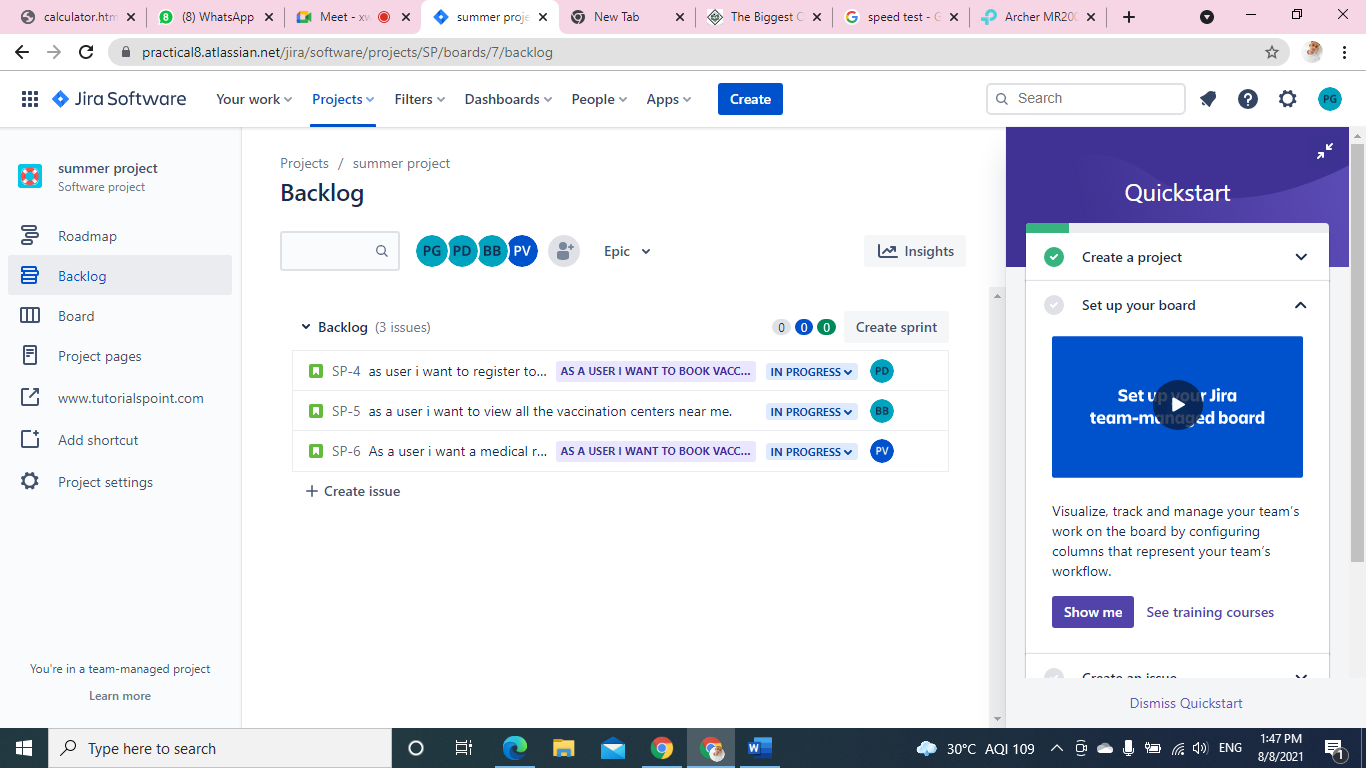 calculator.htm
(8) WhatsApp
Meet - xw
summer proje
New Tab
The Biggest C
speed test - G
Archer MR200
practical8.atlassian.net/jira/software/projects/SP/boards/7/backlog
Jira Software
Your work
Projects
Filters
Dashboards
People
Apps
Create
Search
PG
summer project
Software project
Roadmap
Backlog
Board
Project pages
www.tutorialspoint.com
Add shortcut
Project settings
You're in a team-managed project
Learn more
Projects / summer project
Backlog
PG PD BB PV
Epic
Insights
Backlog (3 issues)
0 0 0
Create sprint
SP-4 as user i want to register to... AS A USER I WANT TO BOOK VACC... IN PROGRESS PD
SP-5 as a user i want to view all the vaccination centers near me. IN PROGRESS BB
SP-6 As a user i want a medical r... AS A USER I WANT TO BOOK VACC... IN PROGRESS PV
+ Create issue
Quickstart
Create a project
Set up your board
Set up your Jira
team-managed board
Visualize, track and manage your team's
work on the board by configuring
columns that represent your team's
workflow.
Show me
See training courses
Create an issue
Dismiss Quickstart
Type here to search
30°C AQI 109
ENG
1:47 PM
8/8/2021
1